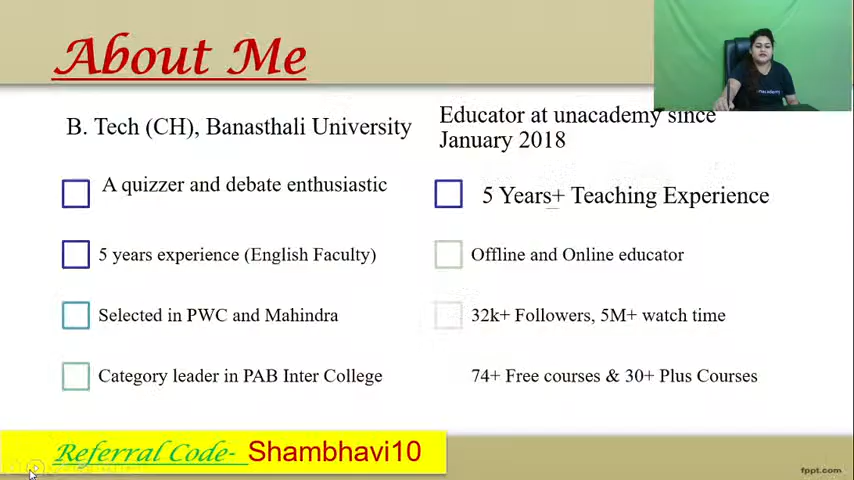 About Me
B. Tech (CH), Banasthali University
A quizzer and debate enthusiastic
5 years experience (English Faculty)
Selected in PWC and Mahindra
Category leader in PAB Inter College
Educator at unacademy since
January 2018
5 Years+ Teaching Experience
Offline and Online educator
32k+ Followers, 5M+ watch time
74+ Free courses & 30+ Plus Courses
Referral Code- Shambhavi10
fppt.com